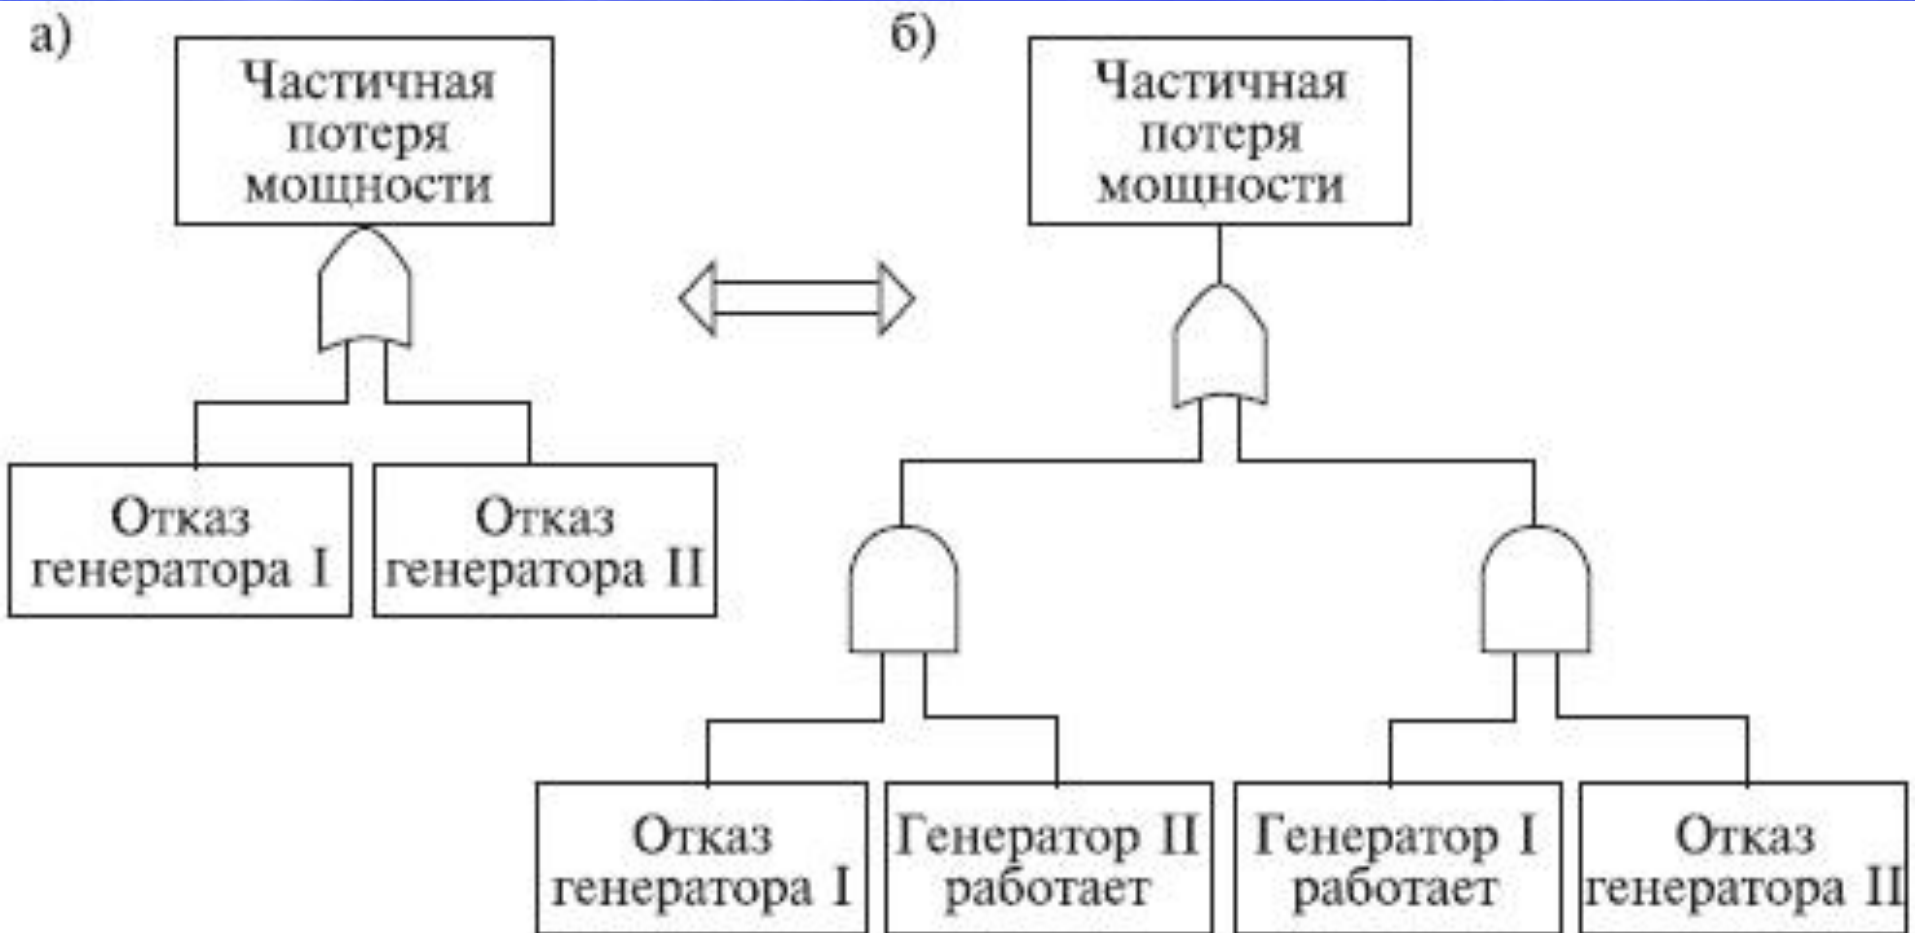 а)
Частичная
потеря
мощности
Отказ
генератора I
Отказ
генератора II
б)
Частичная
потеря
мощности
Отказ
генератора I
Генератор II
работает
Генератор I
работает
Отказ
генератора II